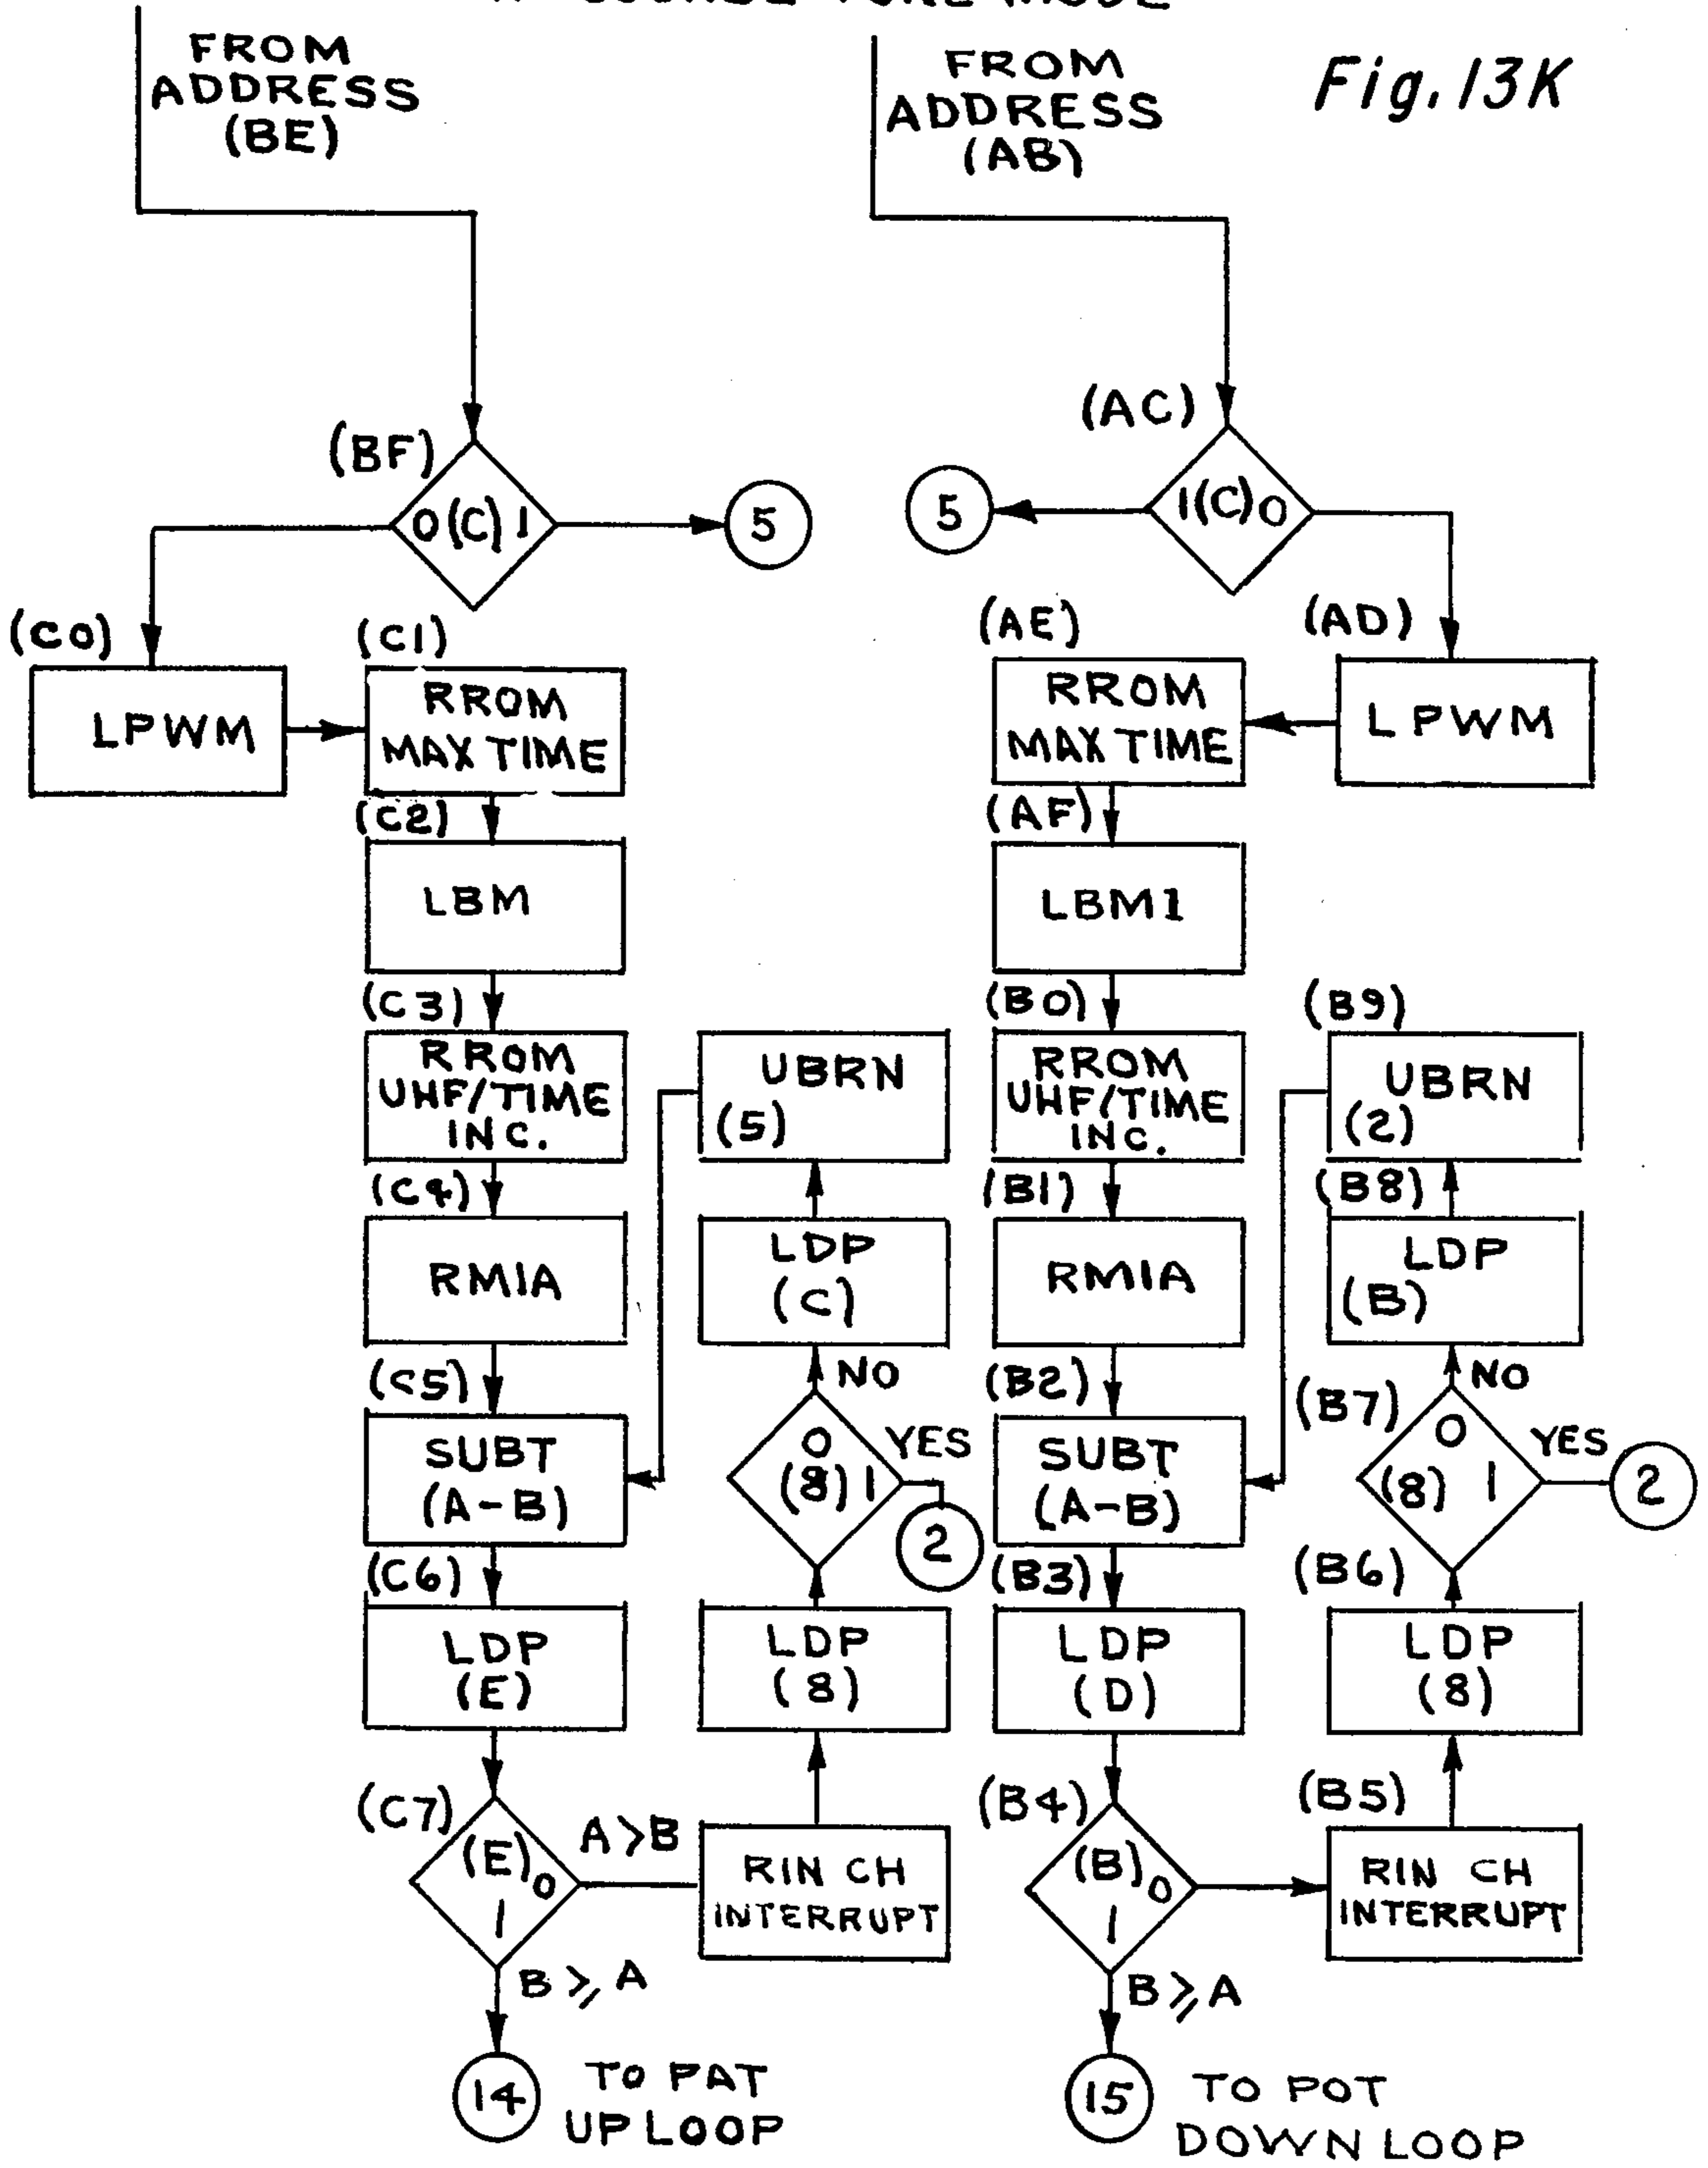 FROM
ADDRESS
(BE)
FROM
ADDRESS
(AB)
Fig. 13K
(BF)
0 (C) 1
5
(AC)
1 (C) 0
5
(C0)
LPWM
(C1)
RROM
MAX TIME
(C2)
LBM
(C3)
RROM
UHF/TIME
INC.
(C4)
RM1A
(C5)
SUBT
(A-B)
(C6)
LDP
(E)
(C7)
(E) 0
1
A>B
B ≥ A
14
TO PAT
UP LOOP
UBRN
(5)
LDP
(C)
NO
0
(8) 1
YES
2
LDP
(8)
RIN CH
INTERRUPT
(AD)
LPWM
(AE)
RROM
MAX TIME
(AF)
LBM1
(B0)
RROM
UHF/TIME
INC.
(B1)
RM1A
(B2)
SUBT
(A-B)
(B3)
LDP
(D)
(B4)
(B) 0
1
B ≥ A
15
TO POT
DOWN LOOP
(B9)
UBRN
(2)
(B8)
LDP
(B)
NO
(B7)
0
(8) 1
YES
2
(B6)
LDP
(8)
(B5)
RIN CH
INTERRUPT